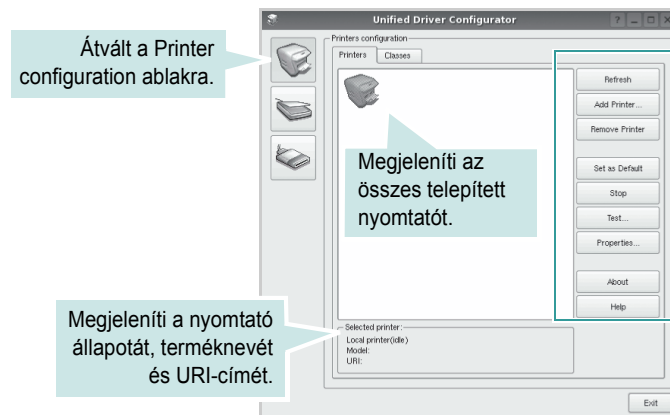 Unified Driver Configurator
Átvált a Printer
configuration ablakra.
Printers configuration
Printers
Classes
Refresh
Add Printer...
Remove Printer
Set as Default
Stop
Test...
Properties...
About
Help
Megjeleníti az
összes telepített
nyomtatót.
Megjeleníti a nyomtató
állapotát, terméknevét
és URI-címét.
Selected printer:
Local printer(idle)
Model:
URI:
Exit